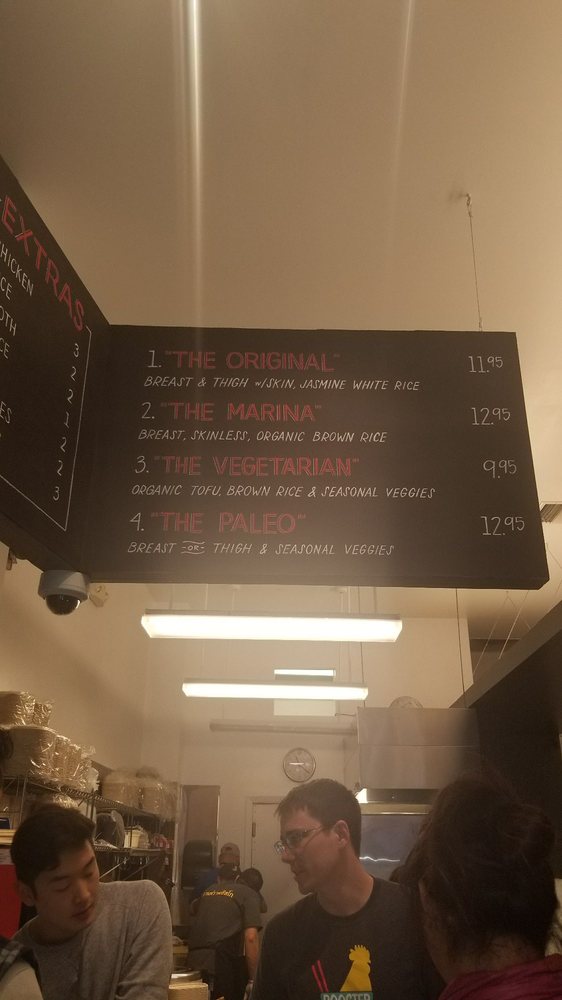 EXTRAS
CHICKEN
3
2
2
1
2
2
3
1. "THE ORIGINAL" 11.95
BREAST & THIGH w/SKIN, JASMINE WHITE RICE
2. "THE MARINA" 12.95
BREAST, SKINLESS, ORGANIC BROWN RICE
3. "THE VEGETARIAN" 9.95
ORGANIC TOFU, BROWN RICE & SEASONAL VEGGIES
4. "THE PALEO" 12.95
BREAST OR THIGH & SEASONAL VEGGIES
ROOSTER